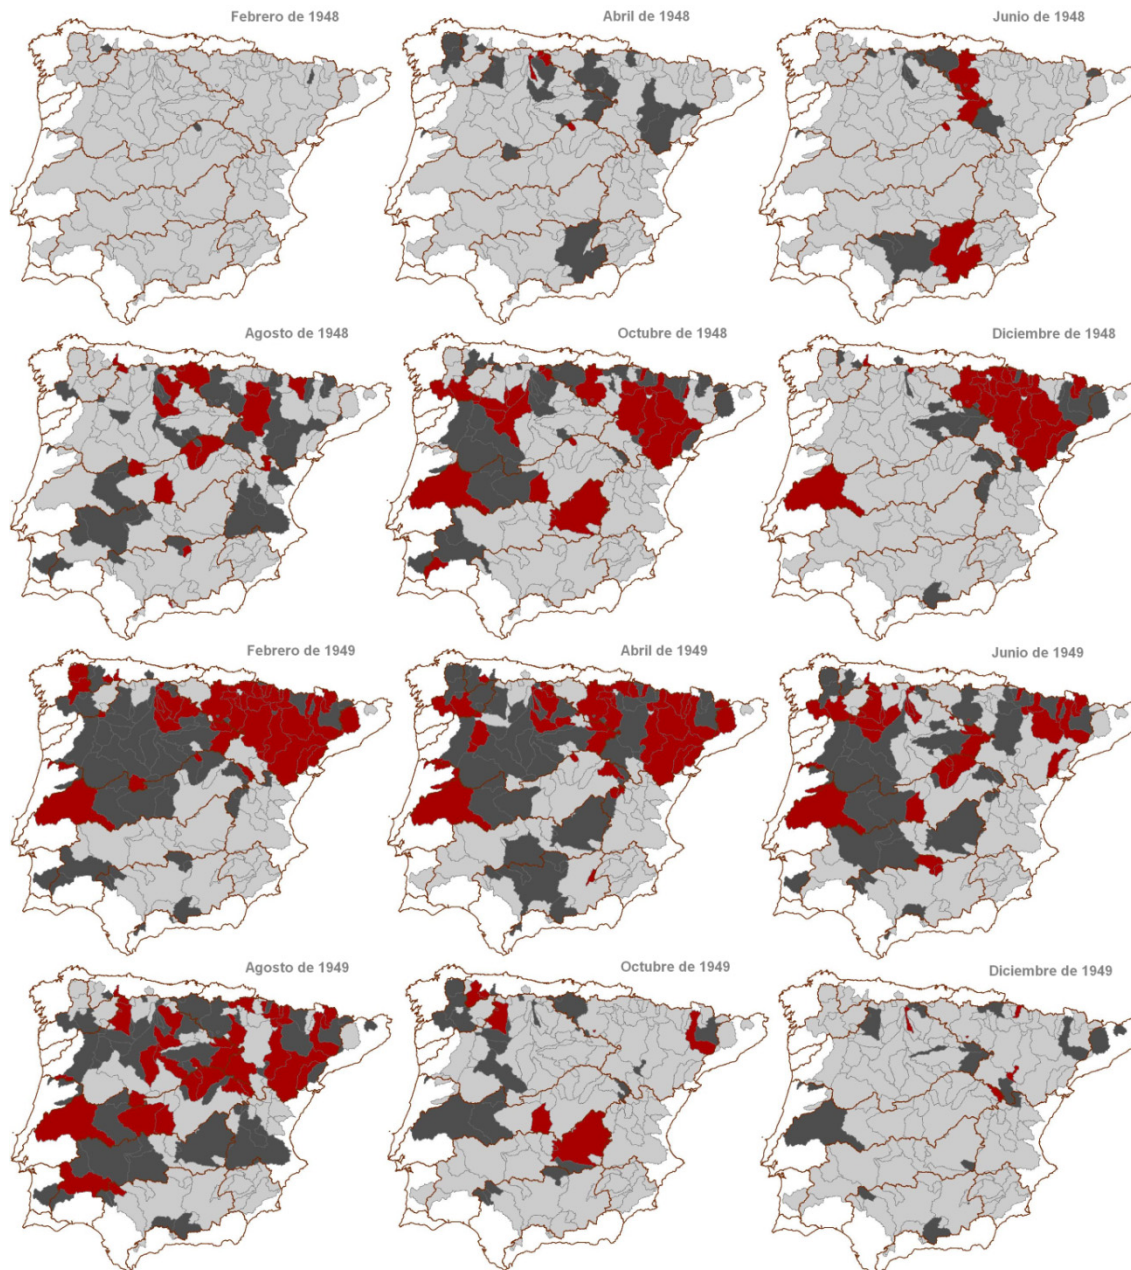 Febrero de 1948
Abril de 1948
Junio de 1948
Agosto de 1948
Octubre de 1948
Diciembre de 1948
Febrero de 1949
Abril de 1949
Junio de 1949
Agosto de 1949
Octubre de 1949
Diciembre de 1949